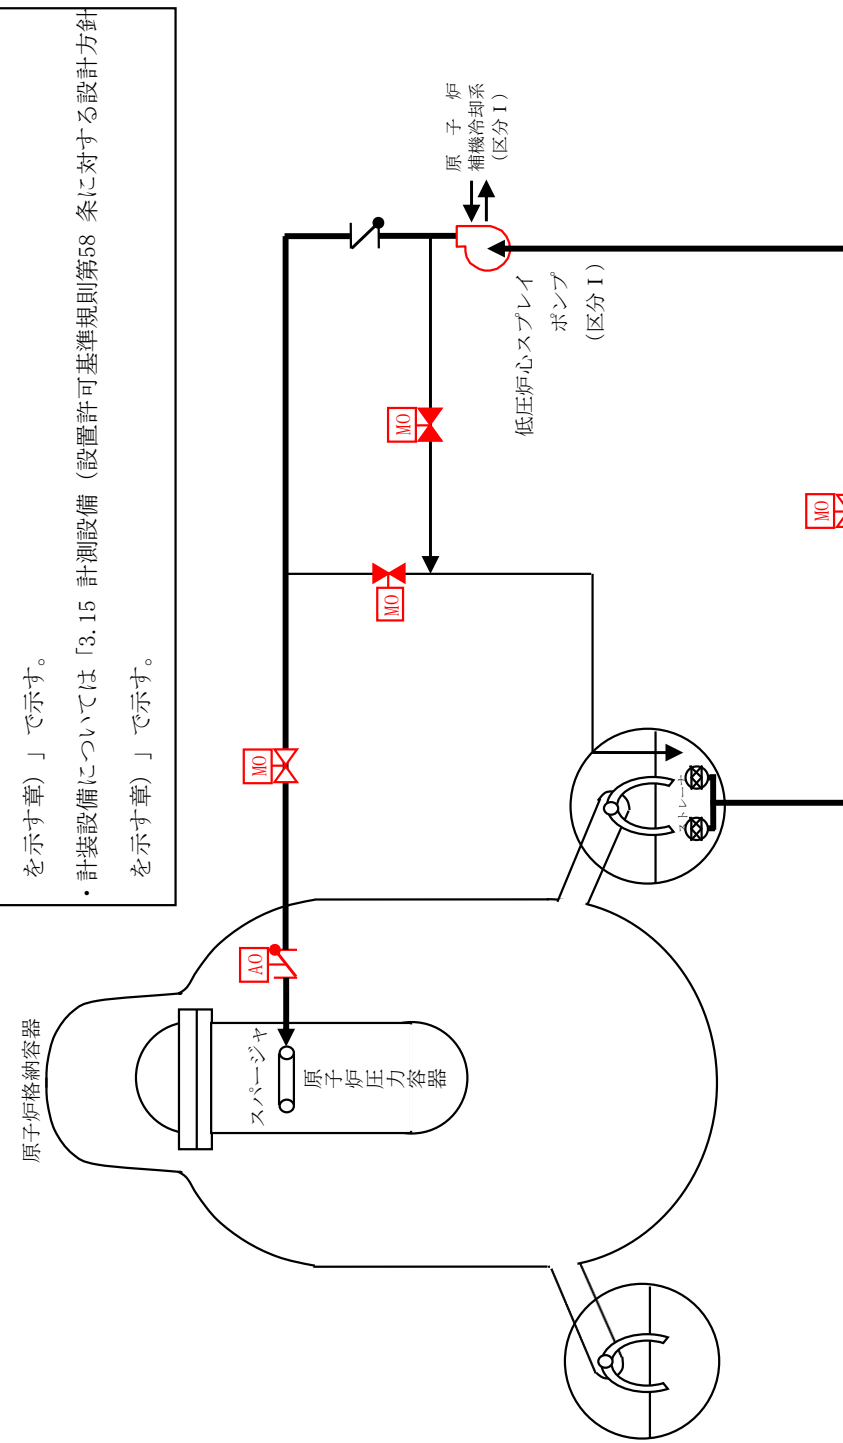 を示す章）」で示す。
・計装設備については「3.15 計測設備（設置許可基準規則第58 条に対する設計方針
を示す章）」で示す。
原子炉格納容器
スパージャ
原子炉圧力容器
AO
MO
MO
MO
MO
原 子 炉
補機冷却系
(区分Ⅰ)
低圧炉心スプレイ
ポンプ
(区分Ⅰ)
ストレーナ